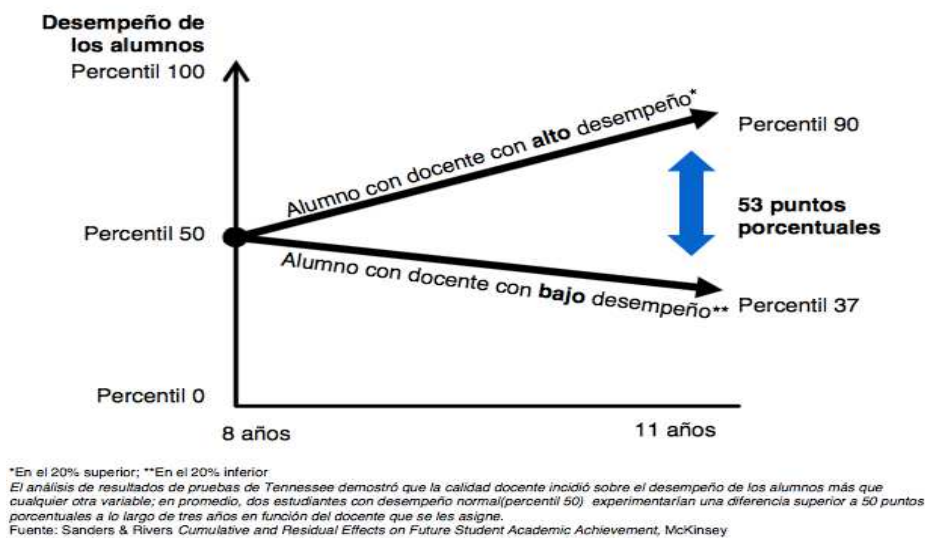 Desempeño de
los alumnos
Percentil 100
Alumno con docente con alto desempeño*
Percentil 90
53 puntos
porcentuales
Percentil 50
Alumno con docente con bajo desempeño**
Percentil 37
Percentil 0
8 años
11 años
*En el 20% superior; **En el 20% inferior
El análisis de resultados de pruebas de Tennessee demostró que la calidad docente incidió sobre el desempeño de los alumnos más que
cualquier otra variable; en promedio, dos estudiantes con desempeño normal(percentil 50) experimentarían una diferencia superior a 50 puntos
porcentuales a lo largo de tres años en función del docente que se les asigne.
Fuente: Sanders & Rivers Cumulative and Residual Effects on Future Student Academic Achievement, McKinsey